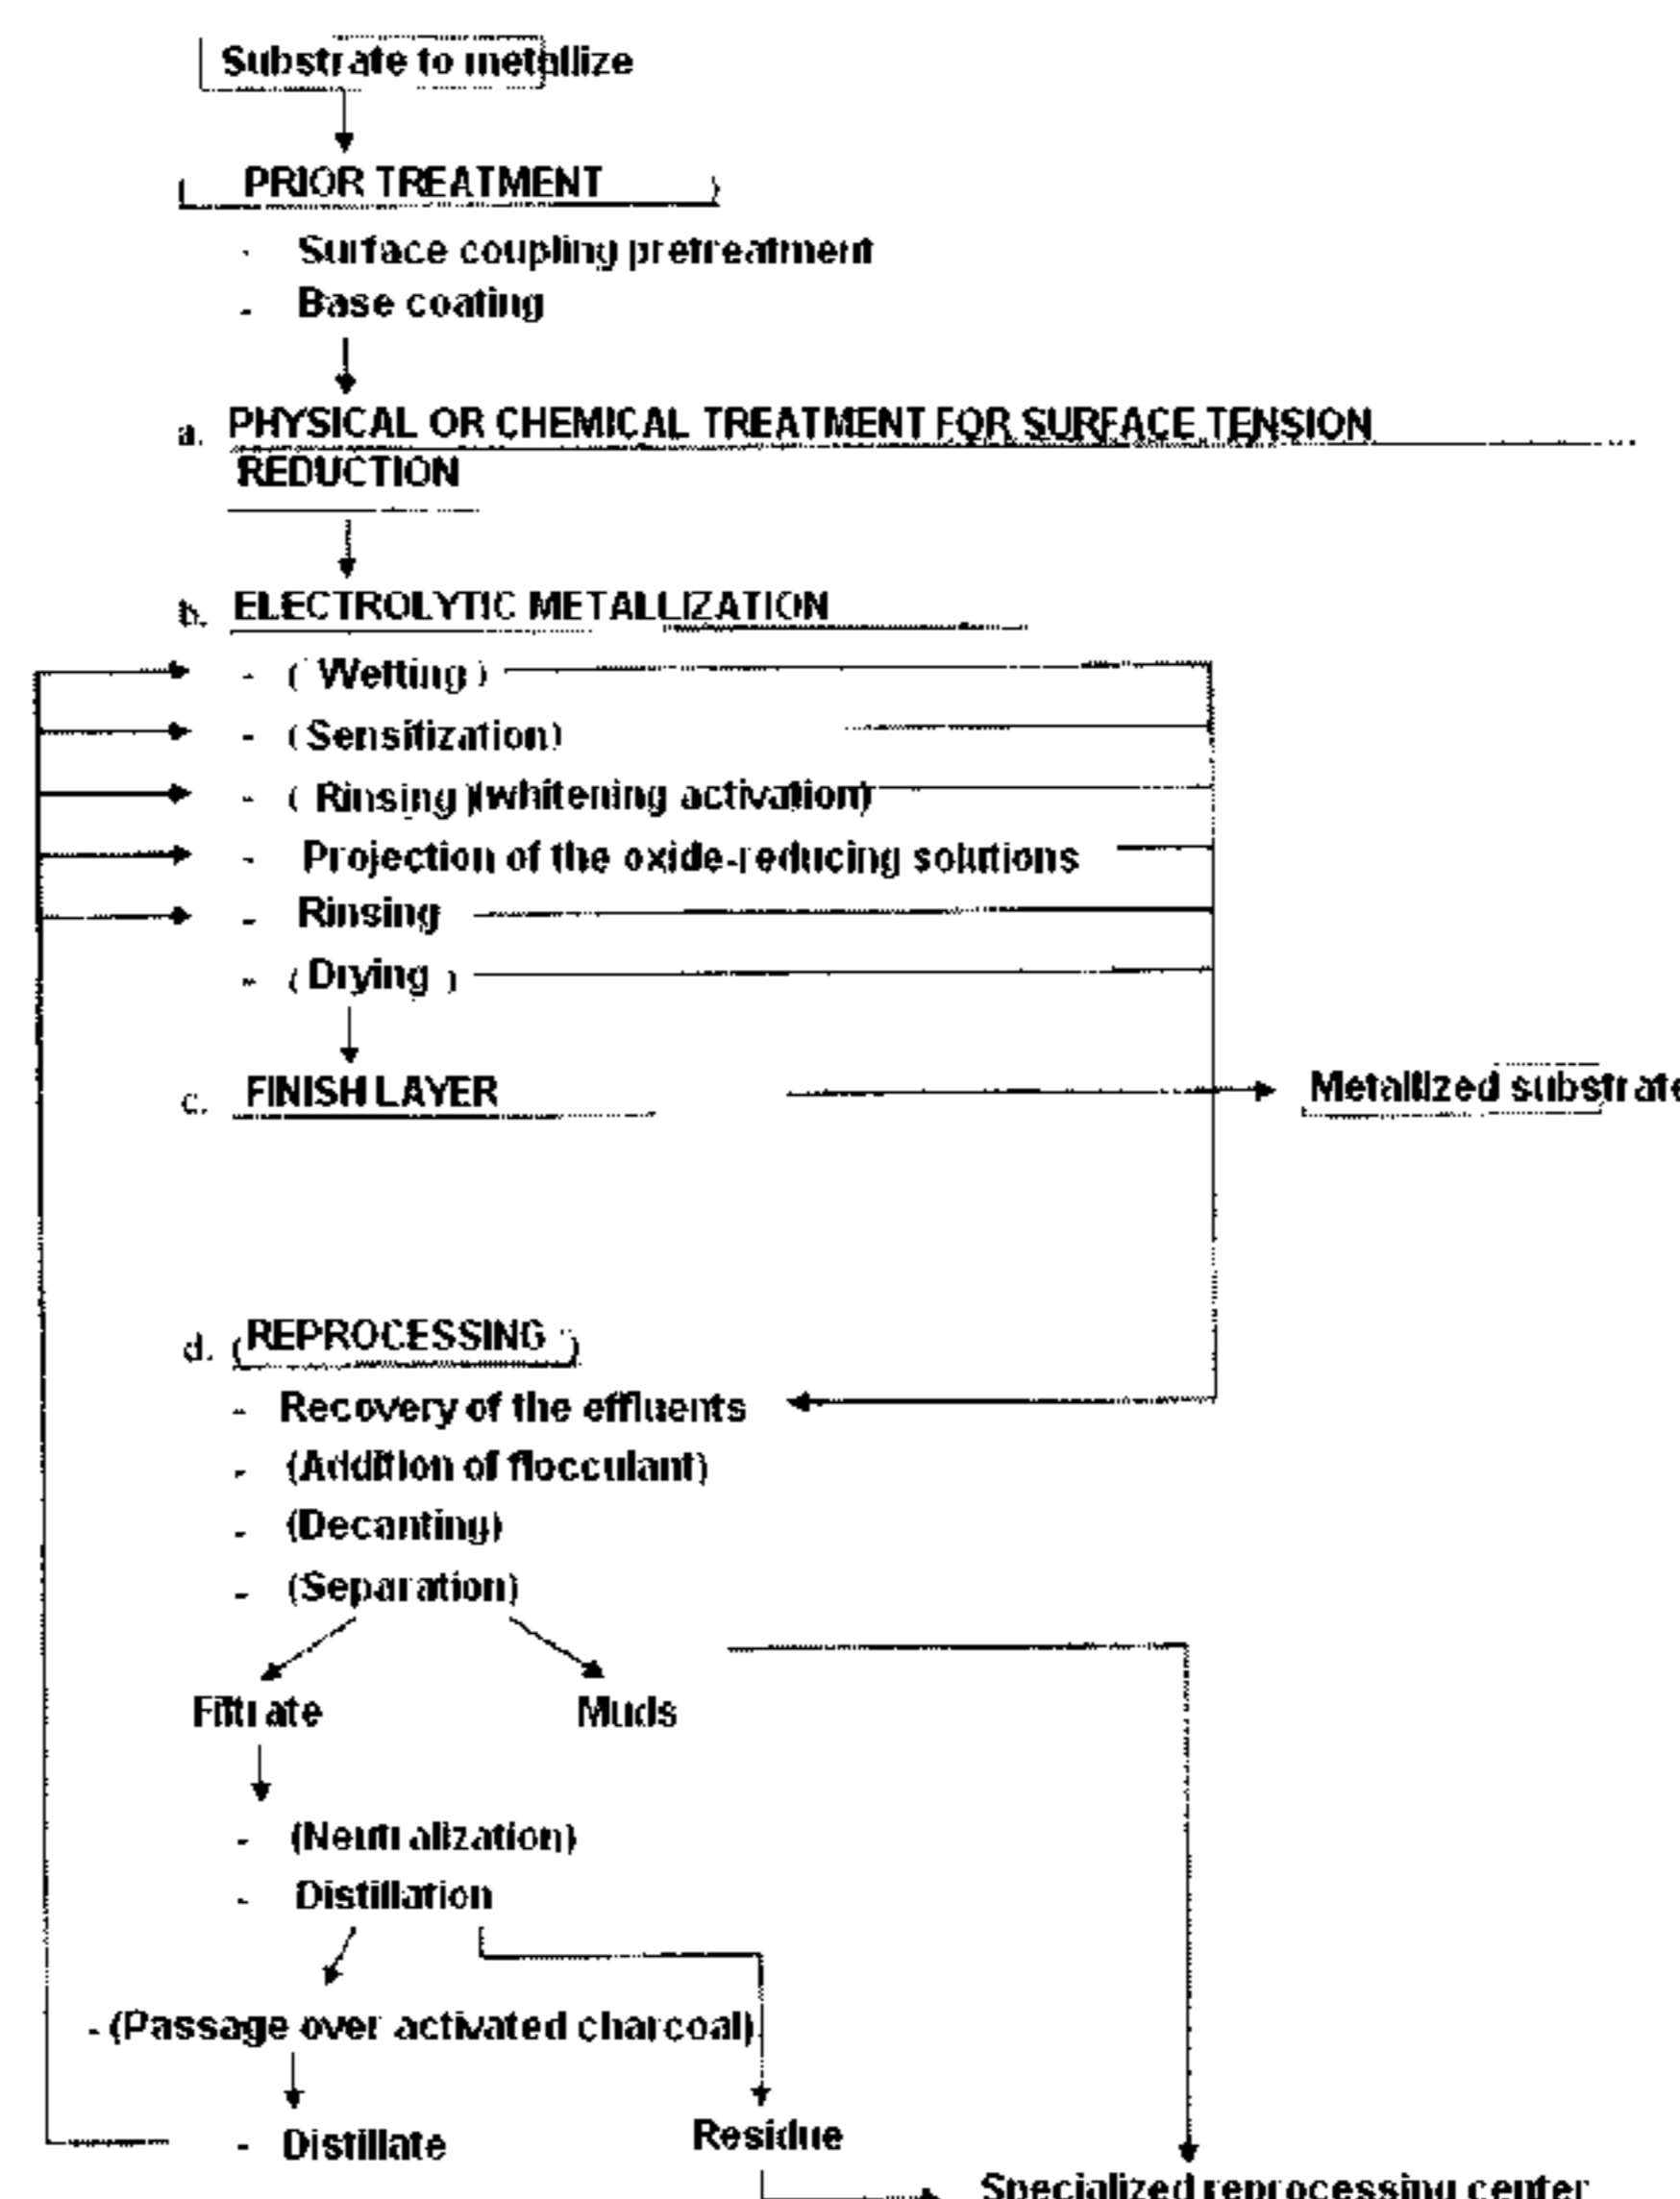 Substrate to metallize
PRIOR TREATMENT
- Surface coupling pretreatment
- Base coating
a. PHYSICAL OR CHEMICAL TREATMENT FOR SURFACE TENSION
REDUCTION
b. ELECTROLYTIC METALLIZATION
- (Wetting)
- (Sensitization)
- (Rinsing)(whitening activation)
- Projection of the oxide-reducing solutions
- Rinsing
- (Drying)
c. FINISH LAYER
Metallized substrate
d. (REPROCESSING)
- Recovery of the effluents
- (Addition of flocculant)
- (Decanting)
- (Separation)
Filtrate Muds
- (Neutralization)
- Distillation
- (Passage over activated charcoal)
- Distillate
Residue
Specialized reprocessing center